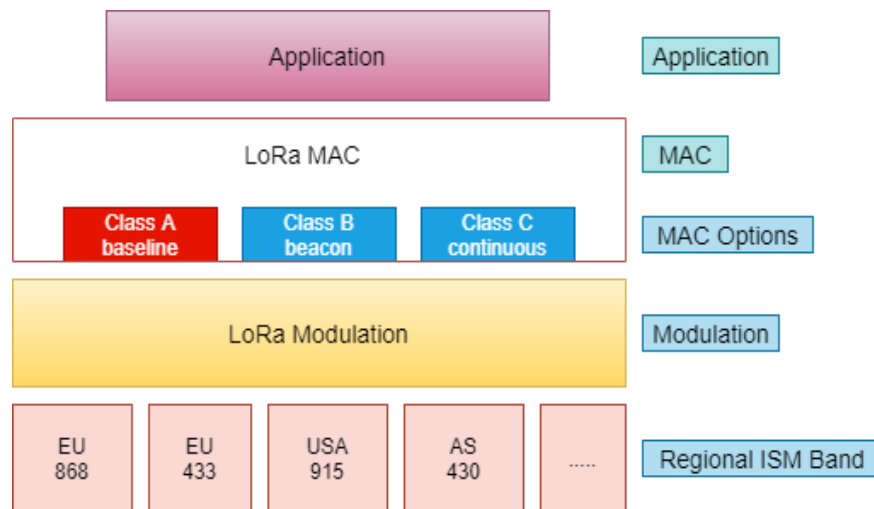 Application
Application
LoRa MAC
MAC
Class A
baseline
Class B
beacon
Class C
continuous
MAC Options
LoRa Modulation
Modulation
EU
868
EU
433
USA
915
AS
430
.....
Regional ISM Band